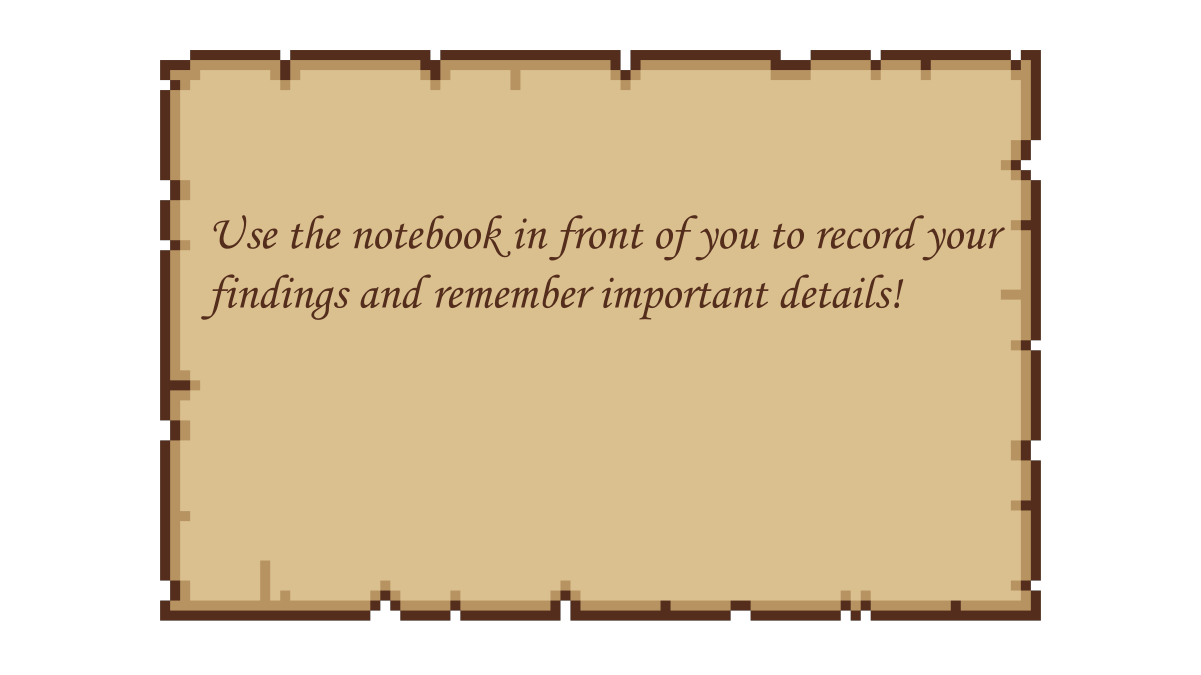 Use the notebook in front of you to record your
findings and remember important details!